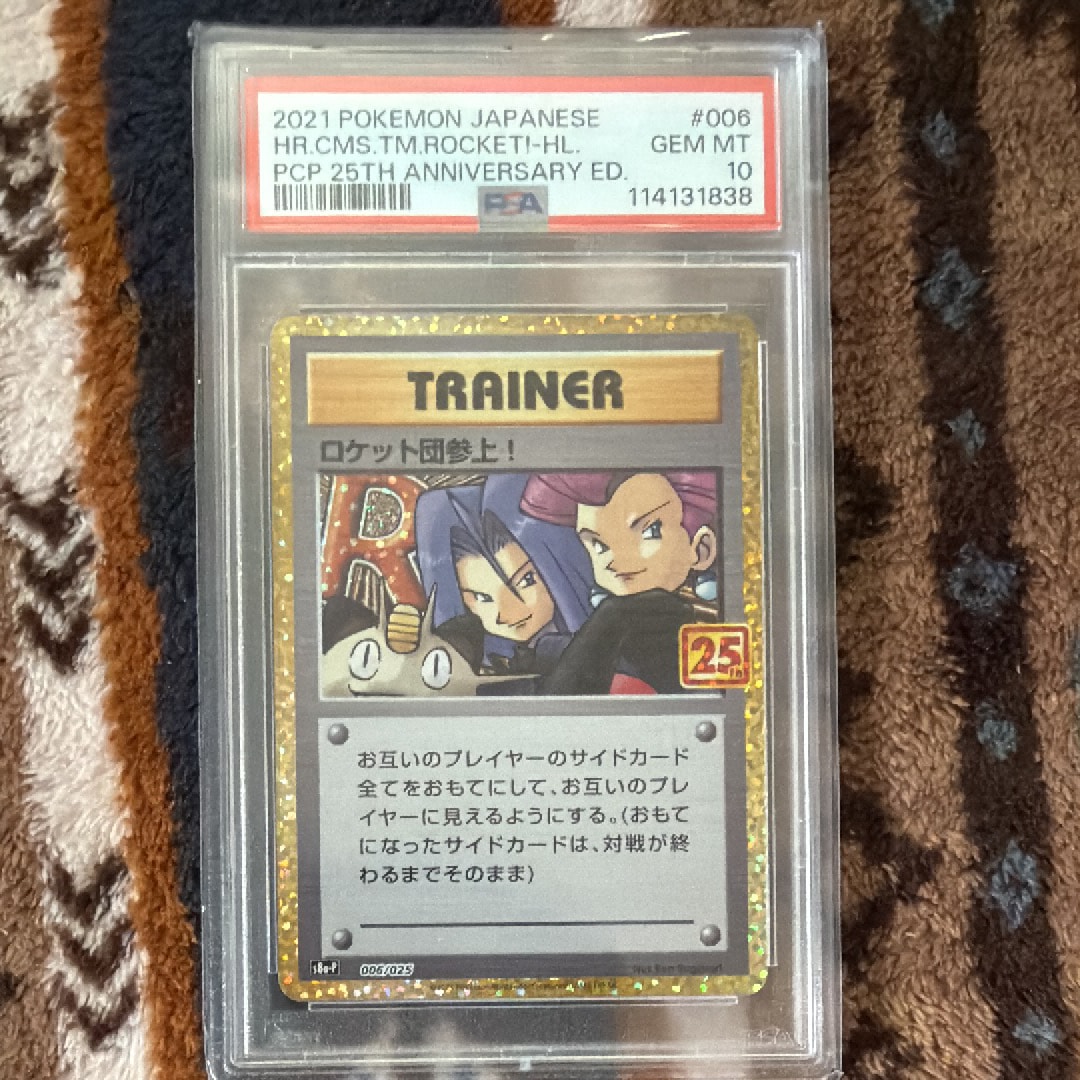 2021 POKEMON JAPANESE #006
HR.CMS.TM.ROCKET!-HL. GEM MT
PCP 25TH ANNIVERSARY ED. 10
PSA 114131838
TRAINER
ロケット団参上!
R
25TH
お互いのプレイヤーのサイドカード
全てをおもてにして、お互いのプレ
イヤーに見えるようにする。(おもて
になったサイドカードは、対戦が終
わるまでそのまま)
s8a-P 006/025